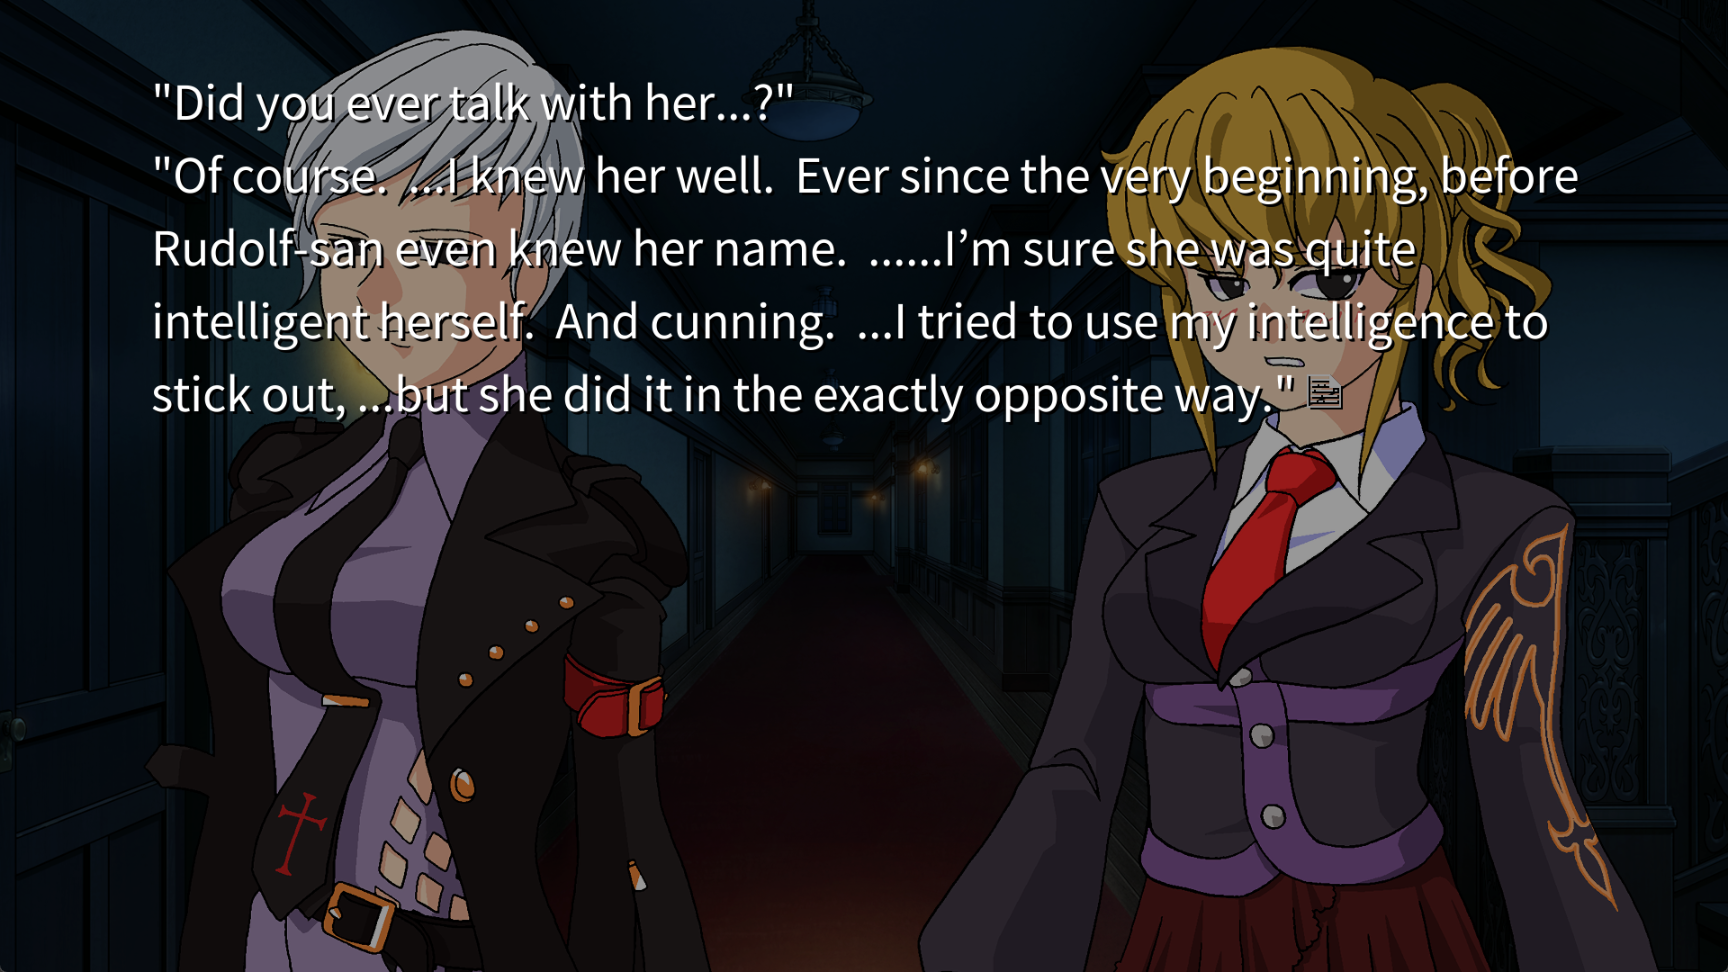 "Did you ever talk with her...?"
"Of course.  ...I knew her well.  Ever since the very beginning, before
Rudolf-san even knew her name.  ......I’m sure she was quite
intelligent herself.  And cunning.  ...I tried to use my intelligence to
stick out, ...but she did it in the exactly opposite way."